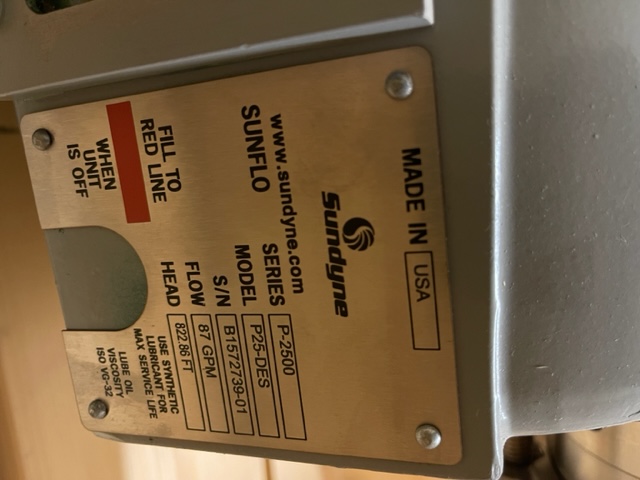 MADE IN USA
Sundyne
www.sundyne.com
SUNFLO
SERIES P-2500
MODEL P25-DES
S/N B1572739-01
FLOW 87 GPM
HEAD 822.86 FT
FILL TO
RED LINE
WHEN
UNIT
IS OFF
USE SYNTHETIC
LUBRICANT FOR
MAX SERVICE LIFE
LUBE OIL
VISCOSITY
ISO VG-32